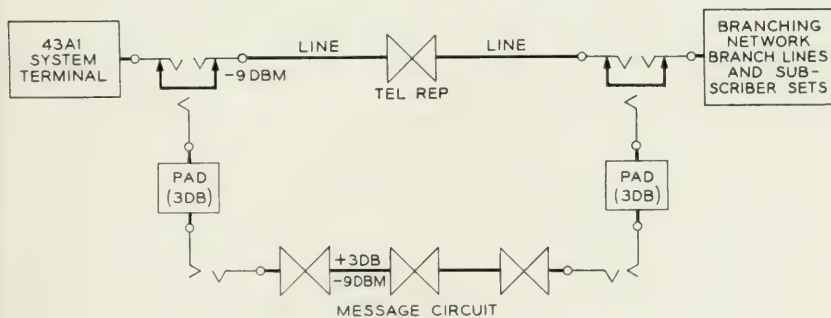 43A1
SYSTEM
TERMINAL
-9 DBM
LINE
TEL REP
LINE
BRANCHING
NETWORK
BRANCH LINES
AND SUB-
SCRIBER SETS
PAD
(3DB)
PAD
(3DB)
+3DB
-9DBM
MESSAGE CIRCUIT